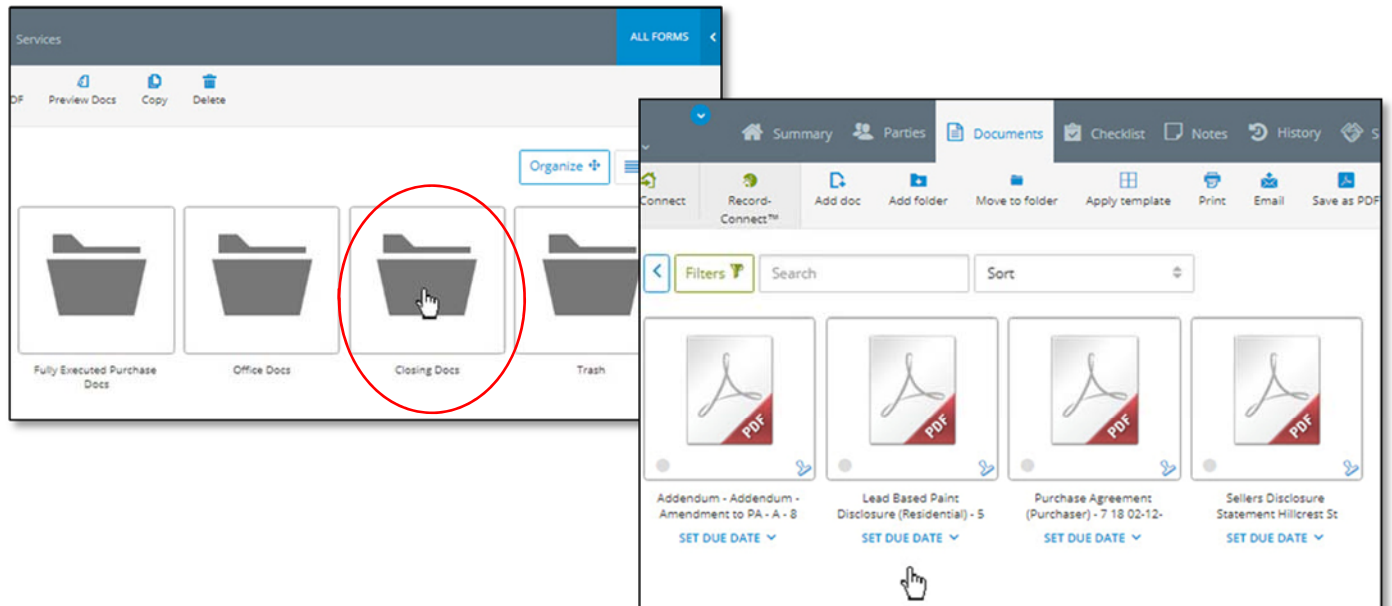 Services
ALL FORMS
DF Preview Docs Copy Delete
Organize
Fully Executed Purchase
Docs
Office Docs
Closing Docs
Trash
Summary Parties Documents Checklist Notes History S
Connect Record-
Connect™
Add doc Add folder Move to folder Apply template Print Email Save as PDF
Filters Search Sort
PDF PDF PDF PDF
Addendum - Addendum -
Amendment to PA - A - 8
SET DUE DATE
Lead Based Paint
Disclosure (Residential) - 5
SET DUE DATE
Purchase Agreement
(Purchaser) - 7 18 02-12-
SET DUE DATE
Sellers Disclosure
Statement Hillcrest St
SET DUE DATE